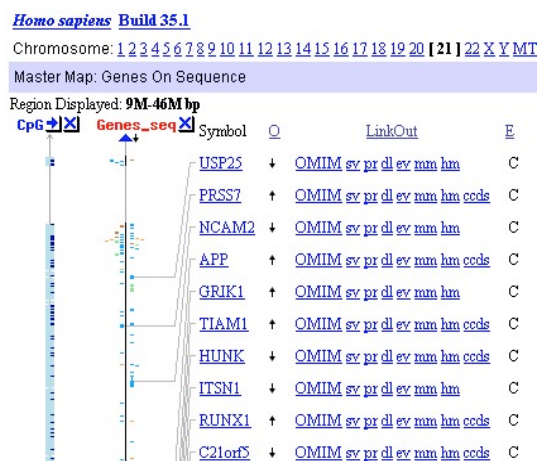 Homo sapiens Build 35.1
Chromosome: 1 2 3 4 5 6 7 8 9 10 11 12 13 14 15 16 17 18 19 20 [ 21 ] 22 X Y MT
Master Map: Genes On Sequence
Region Displayed: 9M-46M bp
CpG Genes_seq Symbol O LinkOut E
USP25 ↓ OMIM sv pr dl ev mm hm C
PRSS7 ↑ OMIM sv pr dl ev mm hm ccds C
NCAM2 ↓ OMIM sv pr dl ev mm hm C
APP ↑ OMIM sv pr dl ev mm hm ccds C
GRIK1 ↑ OMIM sv pr dl ev mm hm C
TIAM1 ↑ OMIM sv pr dl ev mm hm ccds C
HUNK ↓ OMIM sv pr dl ev mm hm ccds C
ITSN1 ↓ OMIM sv pr dl ev mm hm C
RUNX1 ↑ OMIM sv pr dl ev mm hm ccds C
C21orf5 ↓ OMIM sv pr dl ev mm hm ccds C